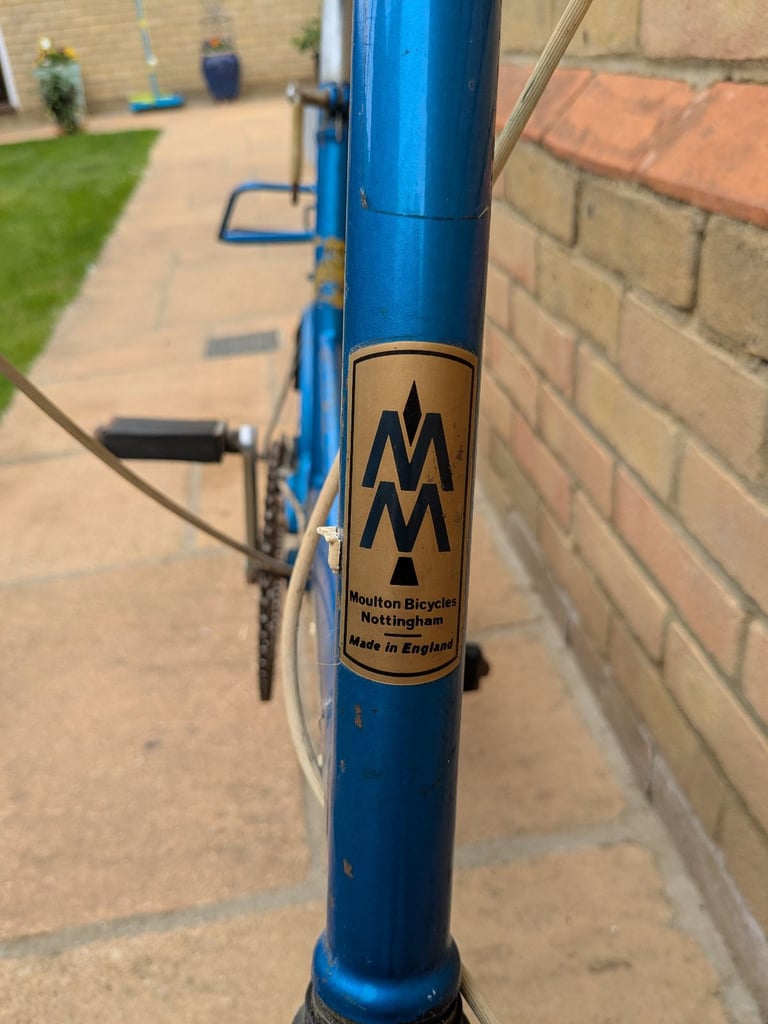 M
M
Moulton Bicycles
Nottingham
Made in England